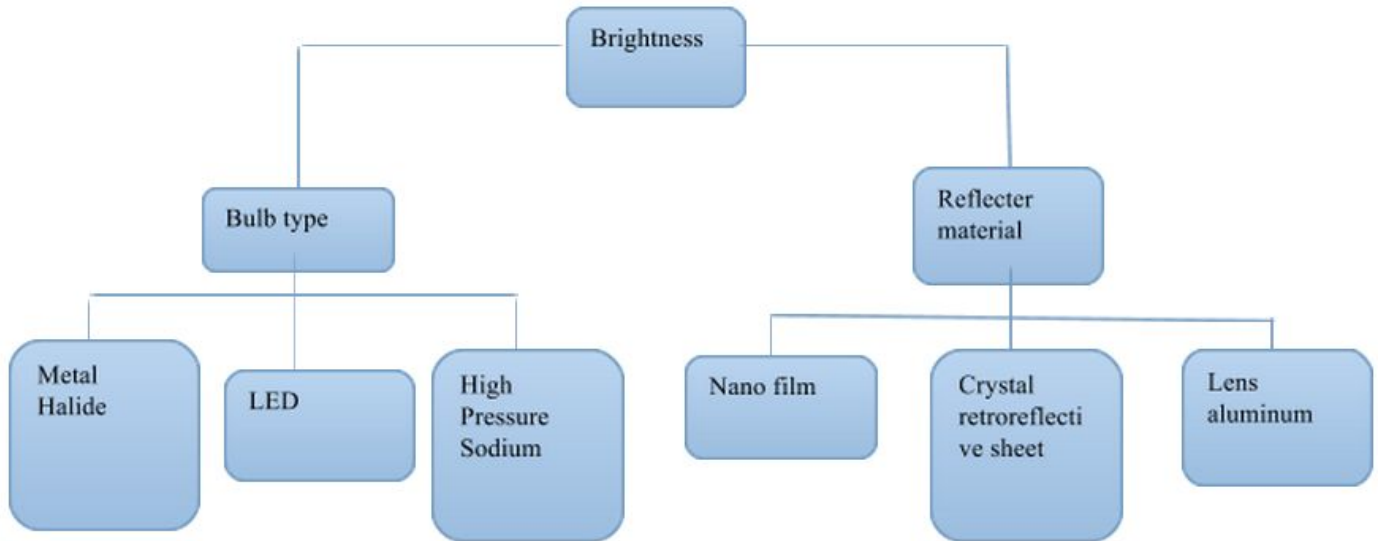 Brightness
Bulb type
Reflecter
material
Metal
Halide
LED
High
Pressure
Sodium
Nano film
Crystal
retroreflecti
ve sheet
Lens
aluminum